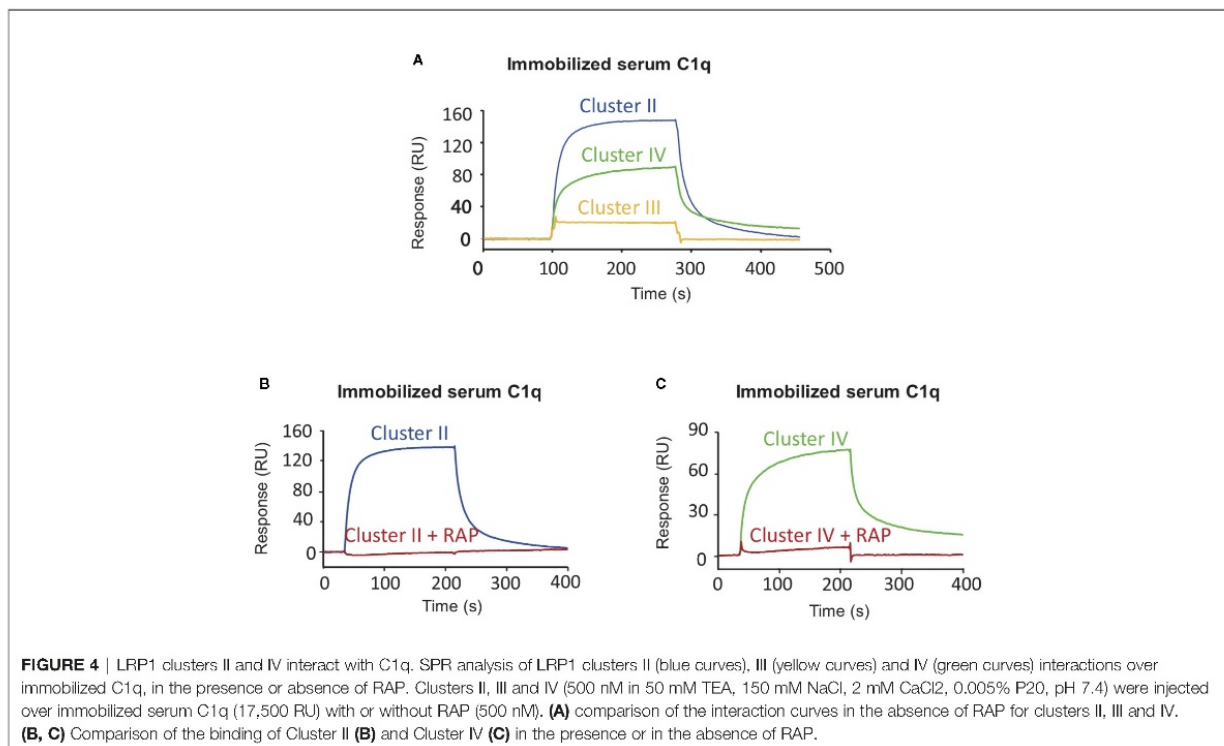 A
Immobilized serum C1q
Response (RU)
160
120
80
40
0
Cluster II
Cluster IV
Cluster III
0 100 200 300 400 500
Time (s)
B
Immobilized serum C1q
Response (RU)
160
120
80
40
0
Cluster II
Cluster II + RAP
0 100 200 300 400
Time (s)
C
Immobilized serum C1q
Response (RU)
90
60
30
0
Cluster IV
Cluster IV + RAP
0 100 200 300 400
Time (s)
FIGURE 4 | LRP1 clusters II and IV interact with C1q. SPR analysis of LRP1 clusters II (blue curves), III (yellow curves) and IV (green curves) interactions over
immobilized C1q, in the presence or absence of RAP. Clusters II, III and IV (500 nM in 50 mM TEA, 150 mM NaCl, 2 mM CaCl2, 0.005% P20, pH 7.4) were injected
over immobilized serum C1q (17,500 RU) with or without RAP (500 nM). (A) comparison of the interaction curves in the absence of RAP for clusters II, III and IV.
(B, C) Comparison of the binding of Cluster II (B) and Cluster IV (C) in the presence or in the absence of RAP.